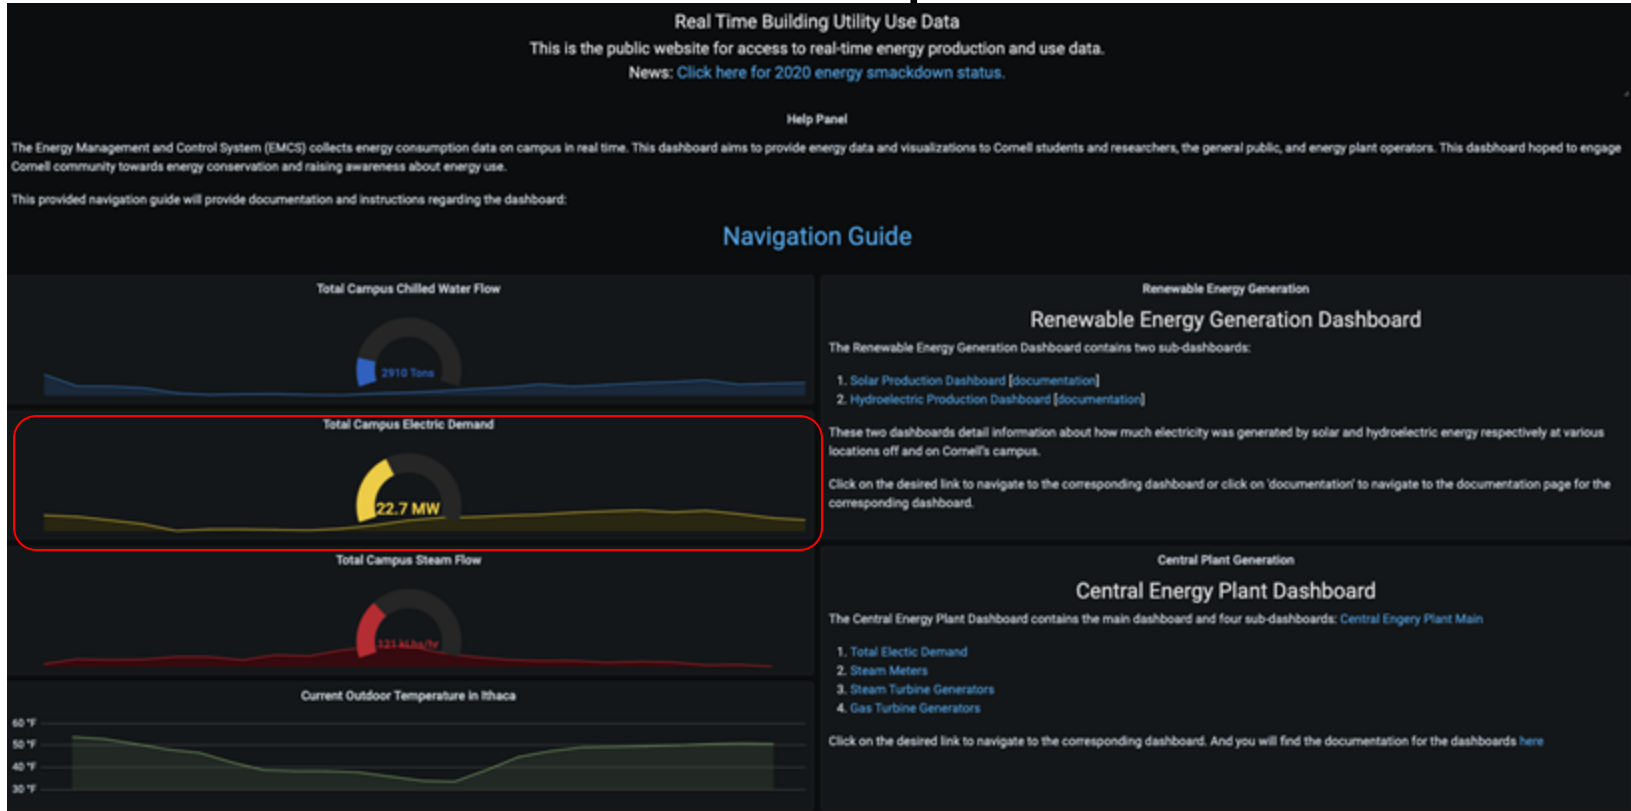 Real Time Building Utility Use Data
This is the public website for access to real-time energy production and use data.
News: Click here for 2020 energy smackdown status.
Help Panel
The Energy Management and Control System (EMCS) collects energy consumption data on campus in real time. This dashboard aims to provide energy data and visualizations to Cornell students and researchers, the general public, and energy plant operators. This dasbhoard hoped to engage
Cornell community towards energy conservation and raising awareness about energy use.
This provided navigation guide will provide documentation and instructions regarding the dashboard:
Navigation Guide
Total Campus Chilled Water Flow
2910 Tons
Total Campus Electric Demand
22.7 MW
Total Campus Steam Flow
121 kLbs/hr
Current Outdoor Temperature in Ithaca
60 °F
50 °F
40 °F
30 °F
Renewable Energy Generation
Renewable Energy Generation Dashboard
The Renewable Energy Generation Dashboard contains two sub-dashboards:
1. Solar Production Dashboard [documentation]
2. Hydroelectric Production Dashboard [documentation]
These two dashboards detail information about how much electricity was generated by solar and hydroelectric energy respectively at various
locations off and on Cornell's campus.
Click on the desired link to navigate to the corresponding dashboard or click on 'documentation' to navigate to the documentation page for the
corresponding dashboard.
Central Plant Generation
Central Energy Plant Dashboard
The Central Energy Plant Dashboard contains the main dashboard and four sub-dashboards: Central Engery Plant Main
1. Total Electic Demand
2. Steam Meters
3. Steam Turbine Generators
4. Gas Turbine Generators
Click on the desired link to navigate to the corresponding dashboard. And you will find the documentation for the dashboards here